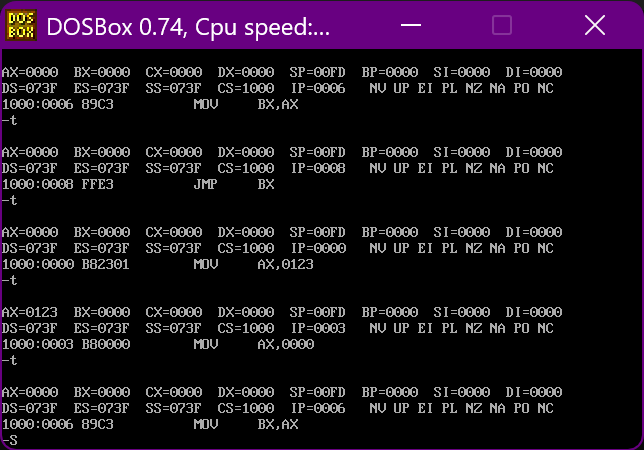 DOS
BOX
DOSBox 0.74, Cpu speed:...
AX=0000 BX=0000 CX=0000 DX=0000 SP=00FD BP=0000 SI=0000 DI=0000
DS=073F ES=073F SS=073F CS=1000 IP=0006 NV UP EI PL NZ NA PO NC
1000:0006 89C3 MOV BX,AX
-t
AX=0000 BX=0000 CX=0000 DX=0000 SP=00FD BP=0000 SI=0000 DI=0000
DS=073F ES=073F SS=073F CS=1000 IP=0008 NV UP EI PL NZ NA PO NC
1000:0008 FFE3 JMP BX
-t
AX=0000 BX=0000 CX=0000 DX=0000 SP=00FD BP=0000 SI=0000 DI=0000
DS=073F ES=073F SS=073F CS=1000 IP=0000 NV UP EI PL NZ NA PO NC
1000:0000 B82301 MOV AX,0123
-t
AX=0123 BX=0000 CX=0000 DX=0000 SP=00FD BP=0000 SI=0000 DI=0000
DS=073F ES=073F SS=073F CS=1000 IP=0003 NV UP EI PL NZ NA PO NC
1000:0003 B80000 MOV AX,0000
-t
AX=0000 BX=0000 CX=0000 DX=0000 SP=00FD BP=0000 SI=0000 DI=0000
DS=073F ES=073F SS=073F CS=1000 IP=0006 NV UP EI PL NZ NA PO NC
1000:0006 89C3 MOV BX,AX
-S